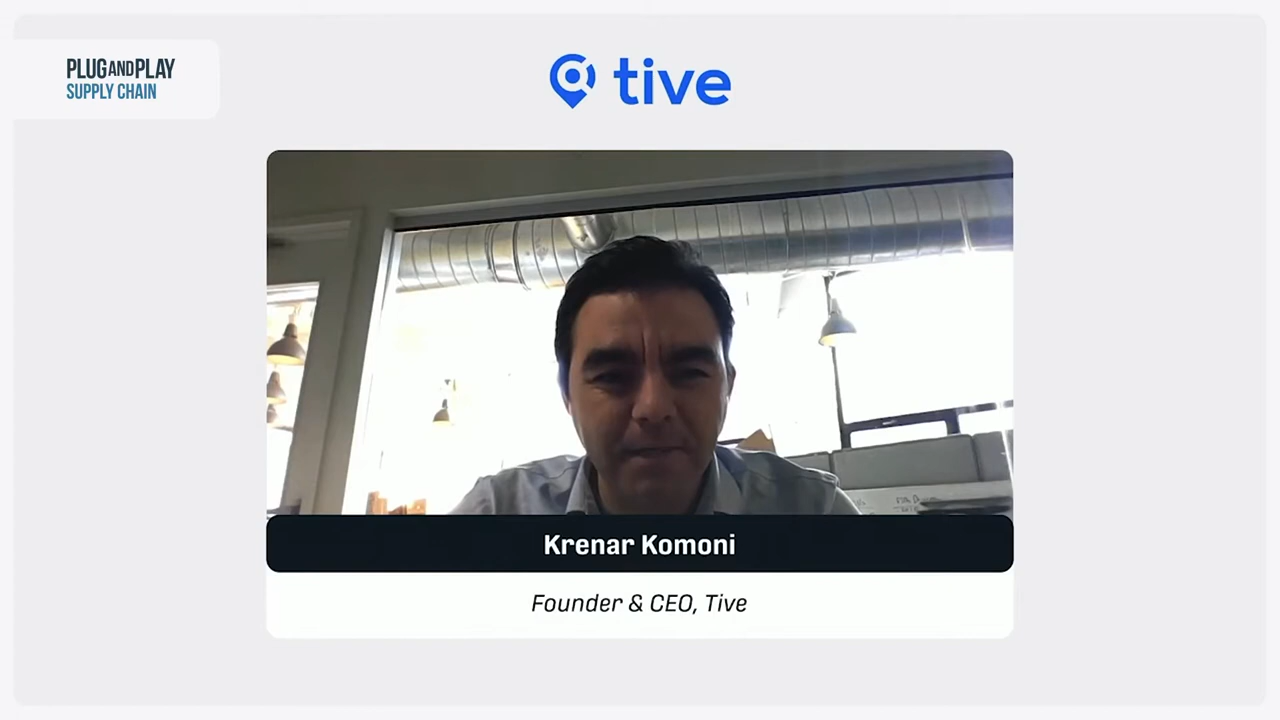 PLUGANDPLAY
SUPPLY CHAIN
tive
Krenar Komoni
Founder & CEO, Tive